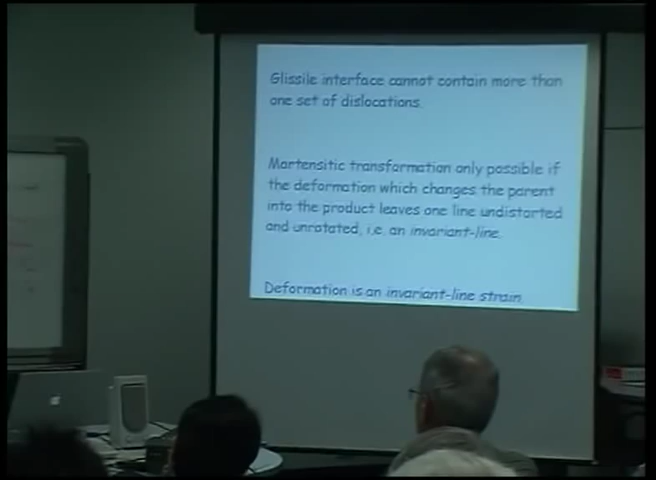 Glissile interface cannot contain more than
one set of dislocations.
Martensitic transformation only possible if
the deformation which changes the parent
into the product leaves one line undistorted
and unrotated, i.e. an invariant-line.
Deformation is an invariant-line strain